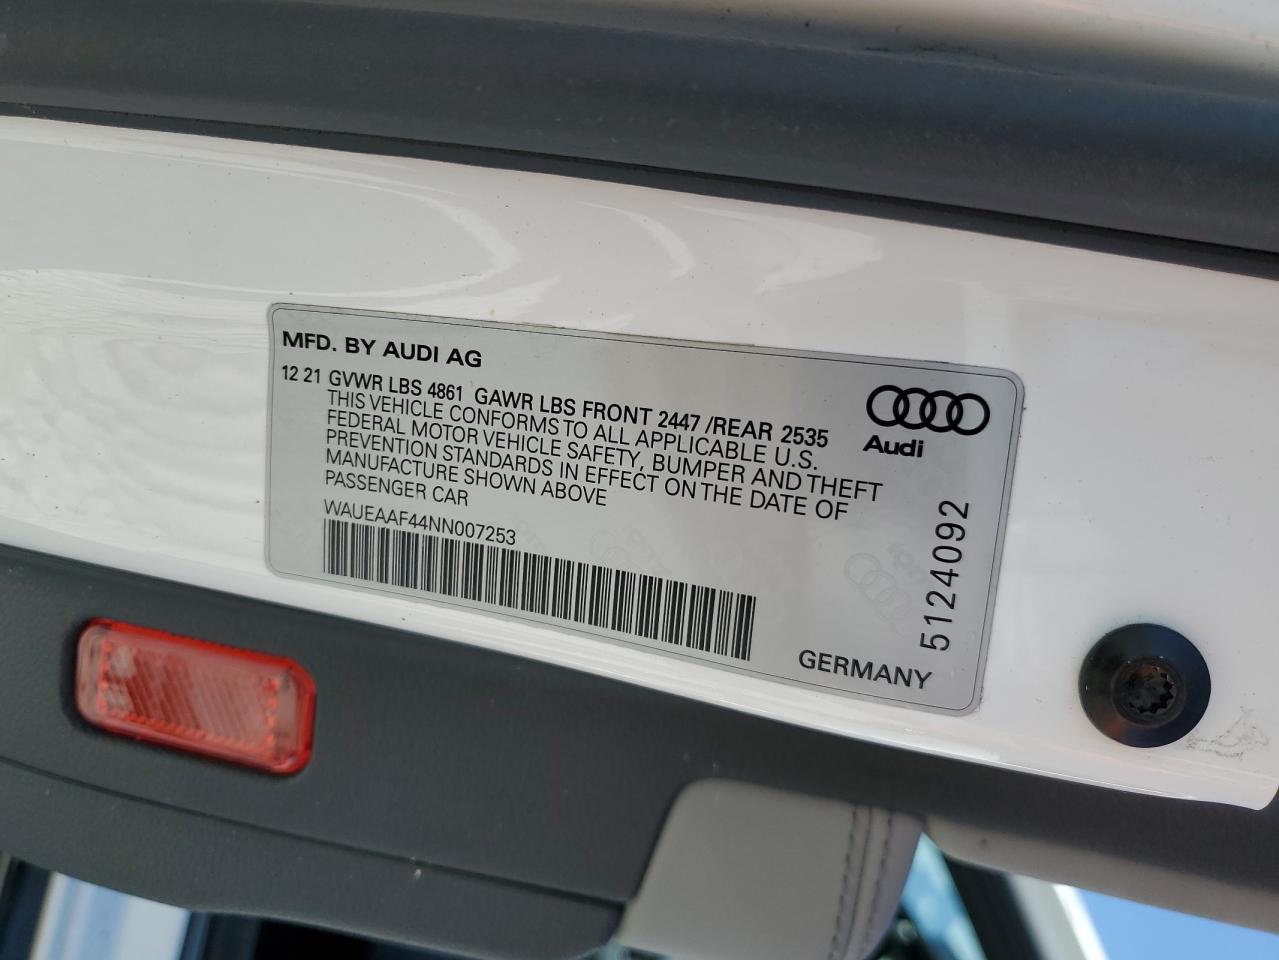 MFD. BY AUDI AG
12 21 GVWR LBS 4861 GAWR LBS FRONT 2447 /REAR 2535
THIS VEHICLE CONFORMS TO ALL APPLICABLE U.S.
FEDERAL MOTOR VEHICLE SAFETY, BUMPER AND THEFT
PREVENTION STANDARDS IN EFFECT ON THE DATE OF
MANUFACTURE SHOWN ABOVE
PASSENGER CAR
WAUEAAF44NN007253
Audi
GERMANY
5124092